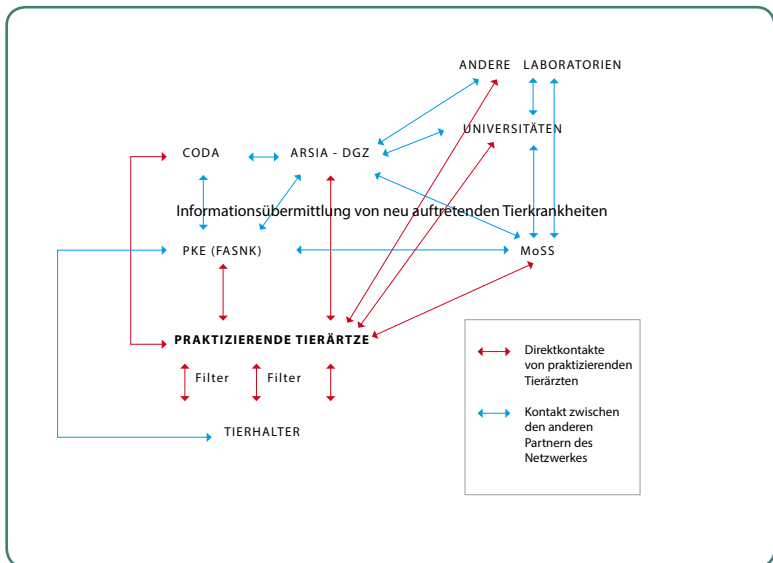 ANDERE LABORATORIEN
UNIVERSITÄTEN
CODA ARSIA - DGZ
Informationsübermittlung von neu auftretenden Tierkrankheiten
PKE (FASNK) MoSS
PRAKTIZIERENDE TIERÄRTZE
Filter Filter
TIERHALTER
Direktkontakte
von praktizierenden
Tierärzten
Kontakt zwischen
den anderen
Partnern des
Netzwerkes